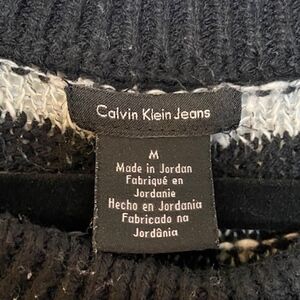 Calvin Klein Jeans
M
Made in Jordan
Fabriqué en
Jordanie
Hecho en Jordania
Fabricado na
Jordânia